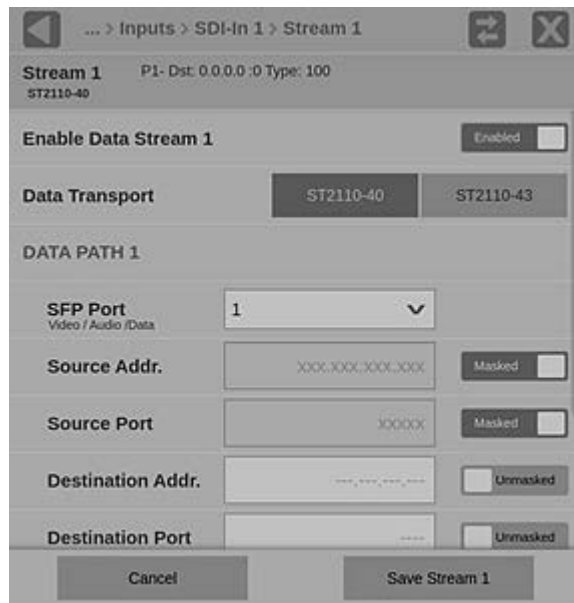 ... > Inputs > SDI-In 1 > Stream 1
Stream 1 P1- Dst: 0.0.0.0 :0 Type: 100
ST2110-40
Enable Data Stream 1 Enabled
Data Transport ST2110-40 ST2110-43
DATA PATH 1
SFP Port 1
Video / Audio /Data
Source Addr. xxx.xxx.xxx.xxx Masked
Source Port xxxxx Masked
Destination Addr. ---.---.---.--- Unmasked
Destination Port ---- Unmasked
Cancel Save Stream 1